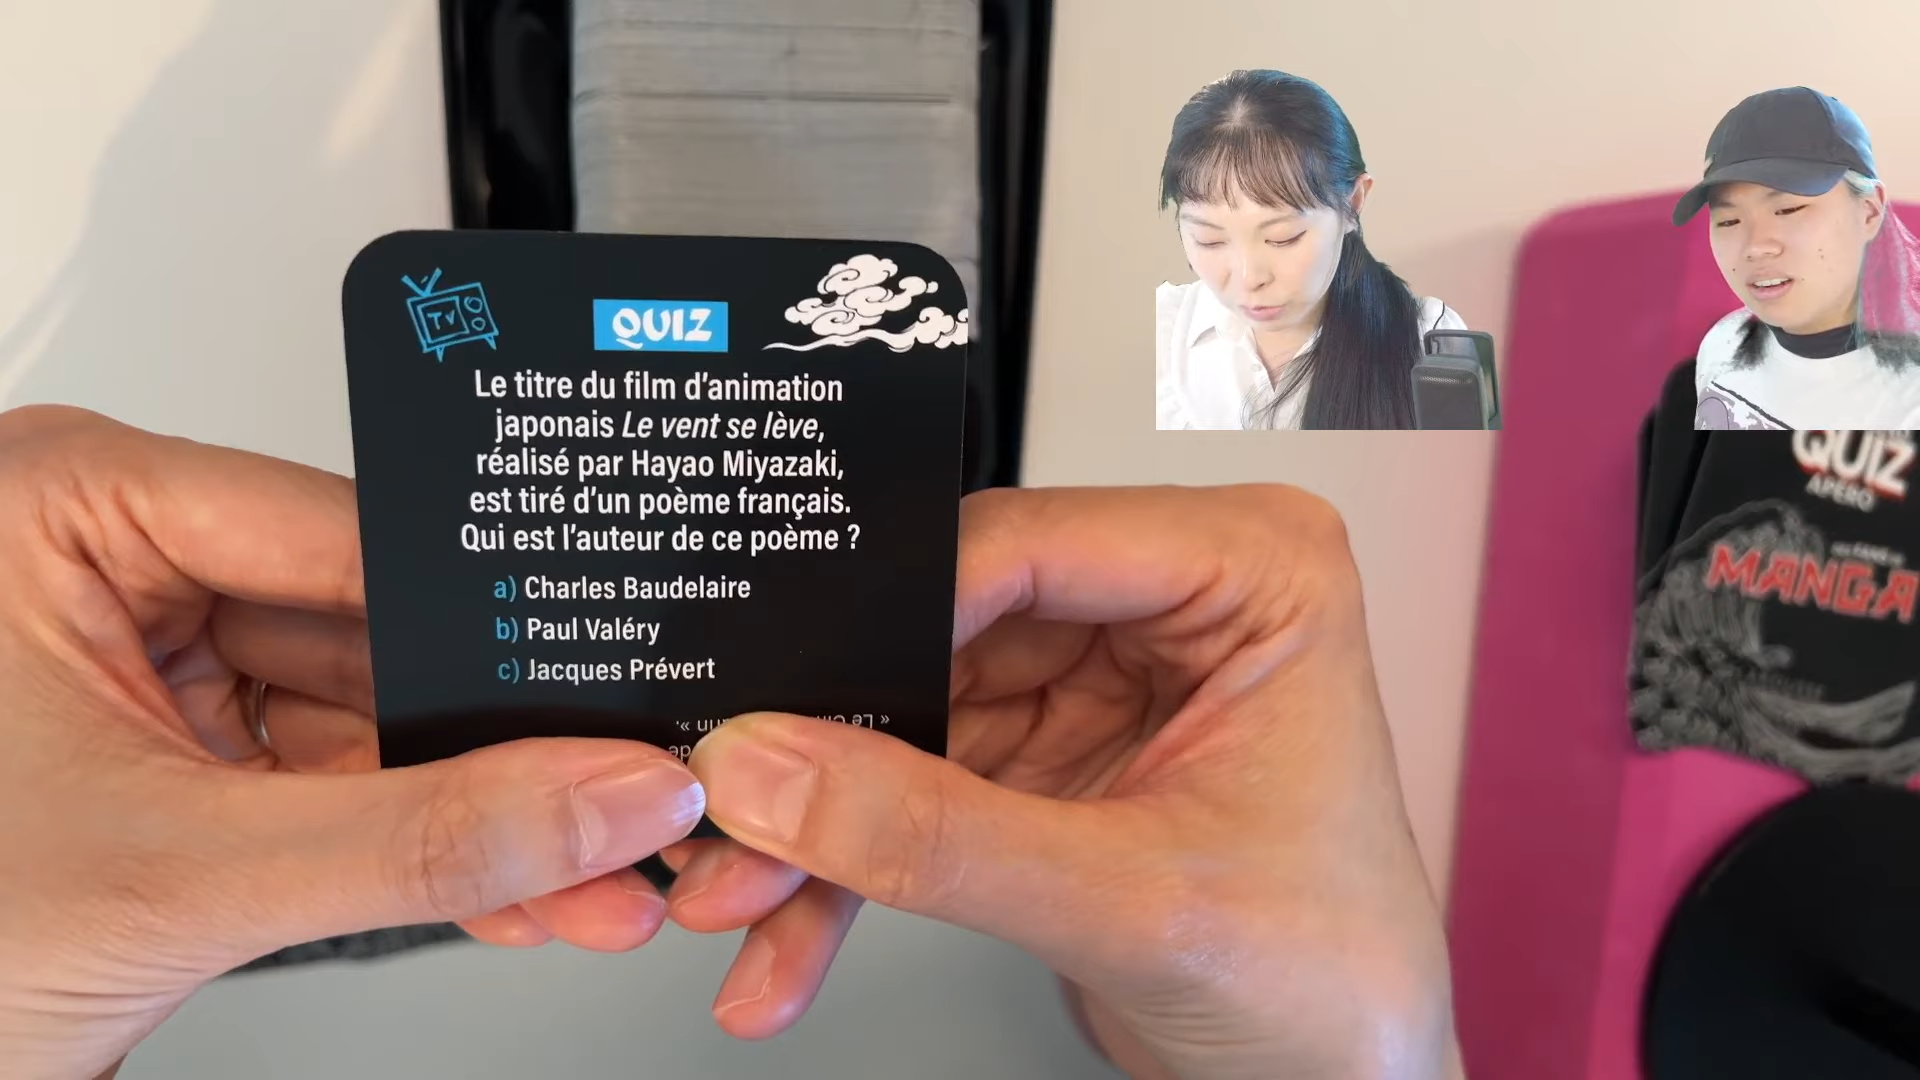 TV
QUIZ
Le titre du film d'animation
japonais Le vent se lève,
réalisé par Hayao Miyazaki,
est tiré d'un poème français.
Qui est l'auteur de ce poème ?
a) Charles Baudelaire
b) Paul Valéry
c) Jacques Prévert
QUIZ
APÉRO
MANGA